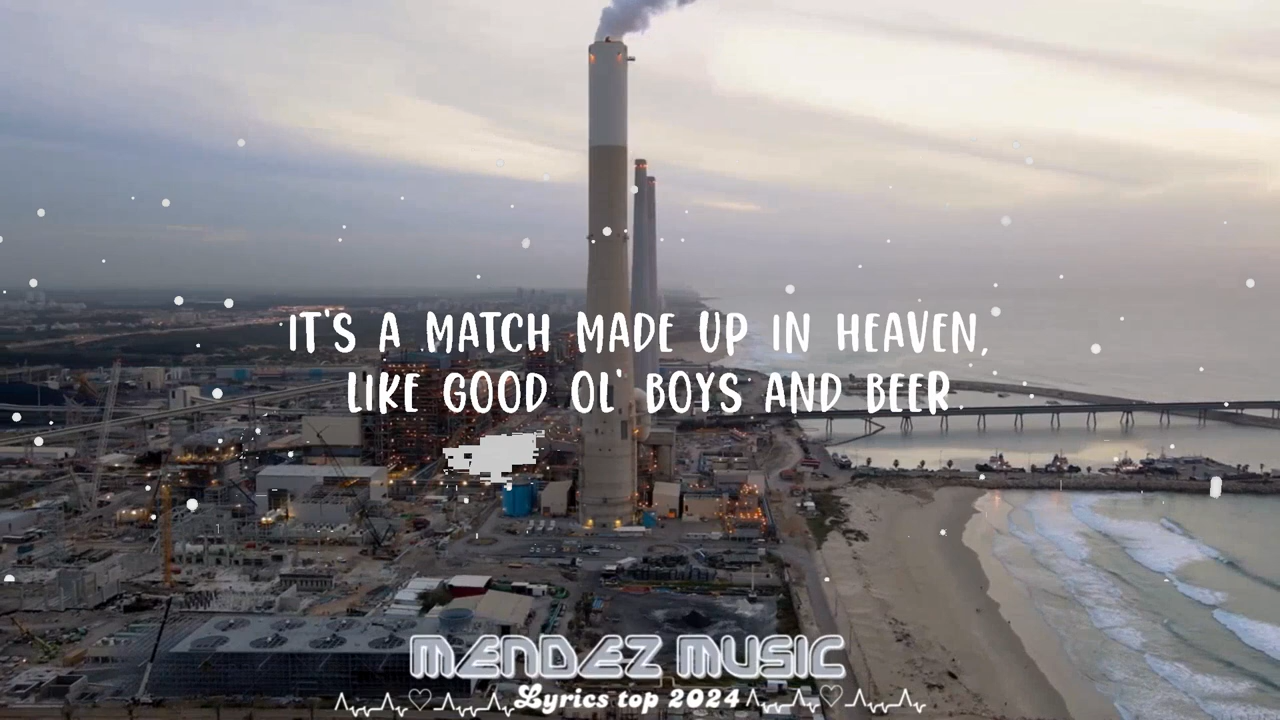 IT'S A MATCH MADE UP IN HEAVEN,
LIKE GOOD OL' BOYS AND BEER
MENDEZ MUSIC
Lyrics top 2024